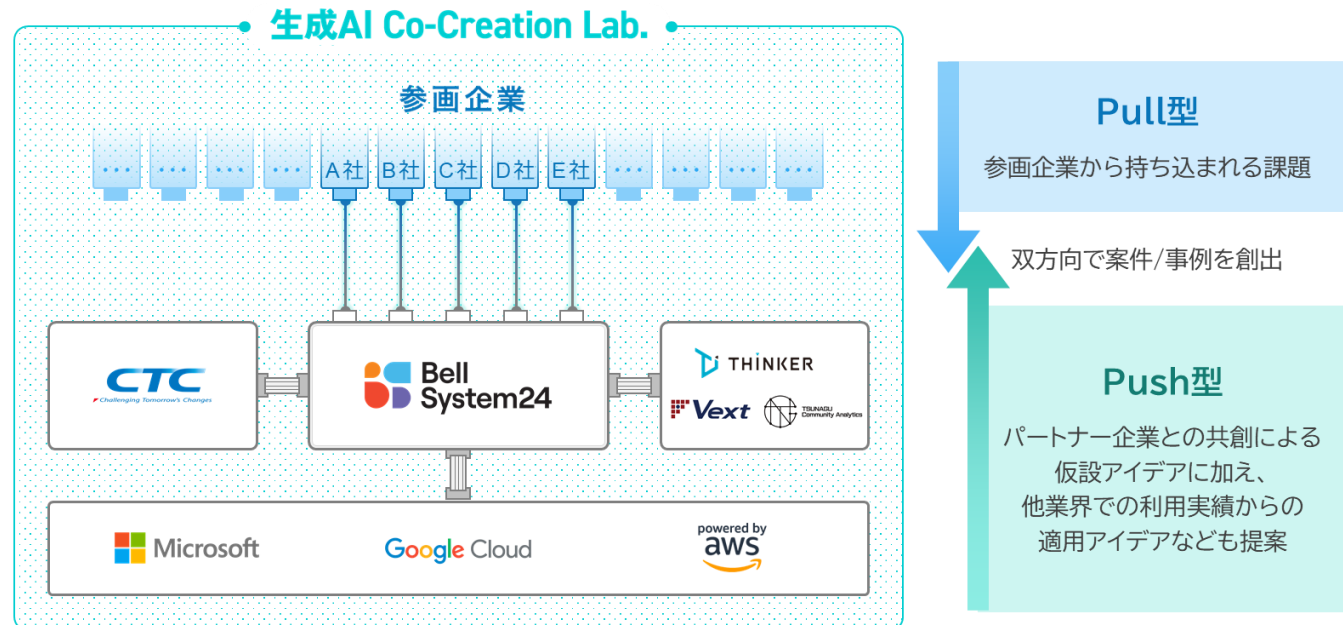 生成AI Co-Creation Lab.
参画企業
… … … … A社 B社 C社 D社 E社 … … … …
CTC
Challenging Tomorrow's Changes
Bell
System24
THINKER
Vext
TSUNAGU
Community Analytics
Microsoft
Google Cloud
powered by
aws
Pull型
参画企業から持ち込まれる課題
双方向で案件/事例を創出
Push型
パートナー企業との共創による
仮設アイデアに加え、
他業界での利用実績からの
適用アイデアなども提案